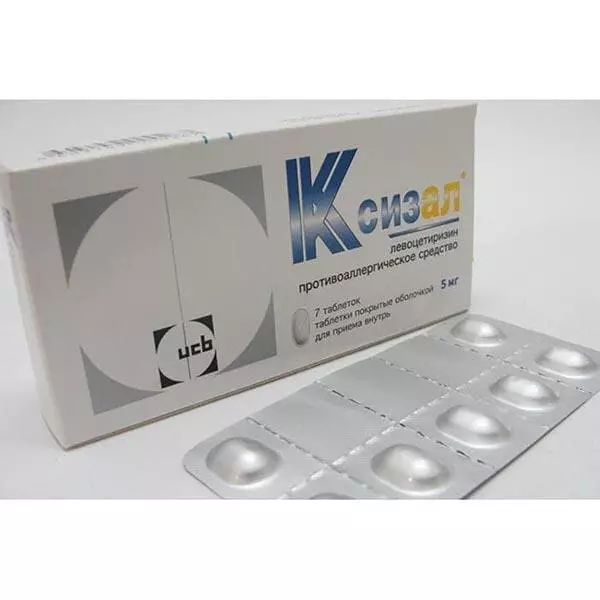 Ксизал®
левоцетиризин
противоаллергическое средство
7 таблеток
таблетки покрытые оболочкой 5 мг
для приема внутрь
ucb